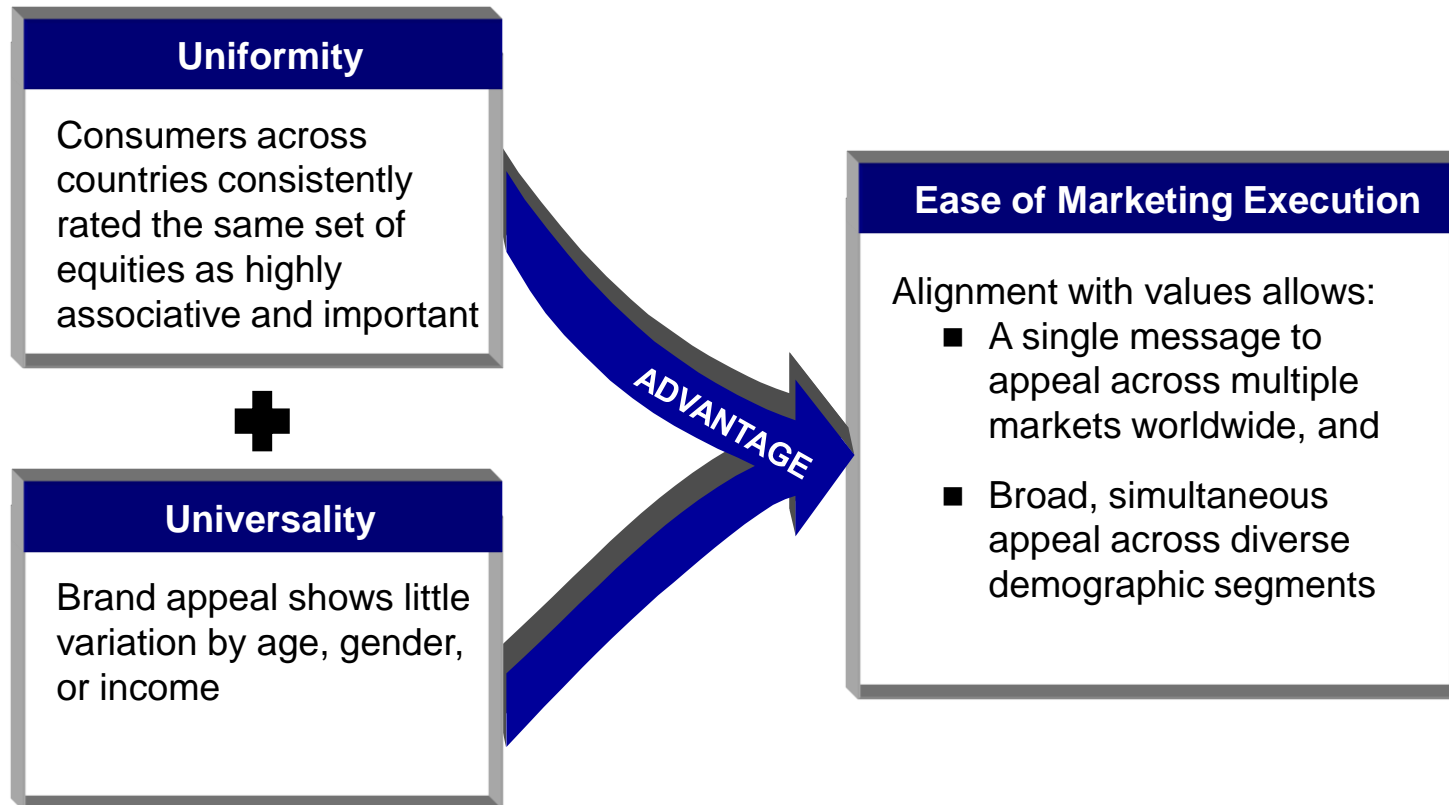 Uniformity
Consumers across
countries consistently
rated the same set of
equities as highly
associative and important
Universality
Brand appeal shows little
variation by age, gender,
or income
ADVANTAGE
Ease of Marketing Execution
Alignment with values allows:
■ A single message to
appeal across multiple
markets worldwide, and
■ Broad, simultaneous
appeal across diverse
demographic segments